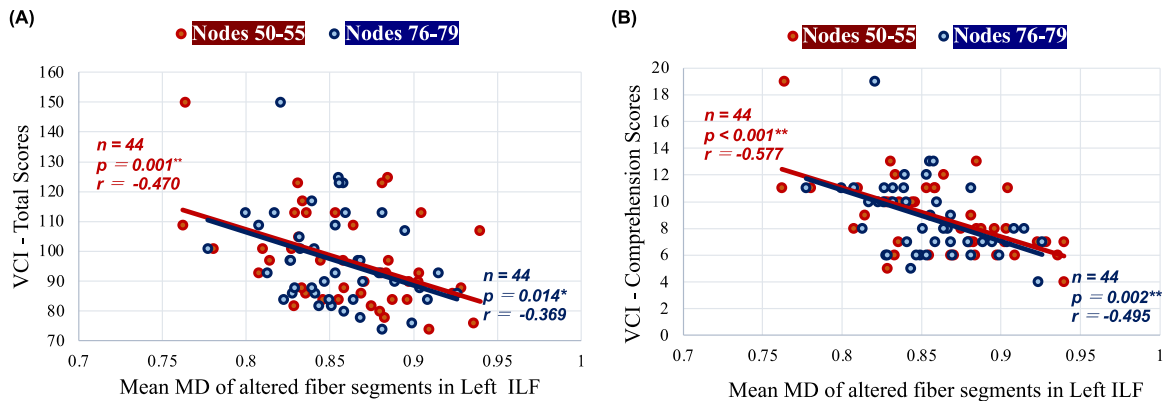 (A)
Nodes 50-55 Nodes 76-79
160
150
140
130
120
110
100
90
80
70
VCI - Total Scores
n = 44
p = 0.001**
r = -0.470
n = 44
p = 0.014*
r = -0.369
0.7 0.75 0.8 0.85 0.9 0.95 1
Mean MD of altered fiber segments in Left ILF
(B)
Nodes 50-55 Nodes 76-79
20
18
16
14
12
10
8
6
4
2
0
VCI - Comprehension Scores
n = 44
p < 0.001**
r = -0.577
n = 44
p = 0.002**
r = -0.495
0.7 0.75 0.8 0.85 0.9 0.95 1
Mean MD of altered fiber segments in Left ILF